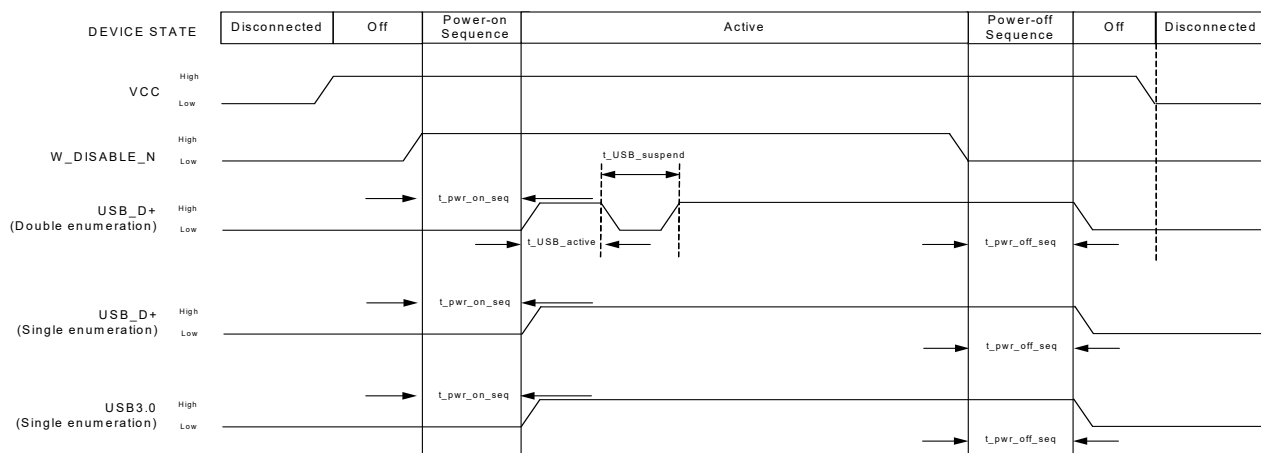 DEVICE STATE Disconnected Off Power-on Sequence Active Power-off Sequence Off Disconnected
VCC High
Low
W_DISABLE_N High
Low
t_USB_suspend
t_pwr_on_seq
USB_D+ High
(Double enumeration) Low
t_USB_active t_pwr_off_seq
t_pwr_on_seq
USB_D+ High
(Single enumeration) Low
t_pwr_off_seq
t_pwr_on_seq
USB3.0 High
(Single enumeration) Low
t_pwr_off_seq